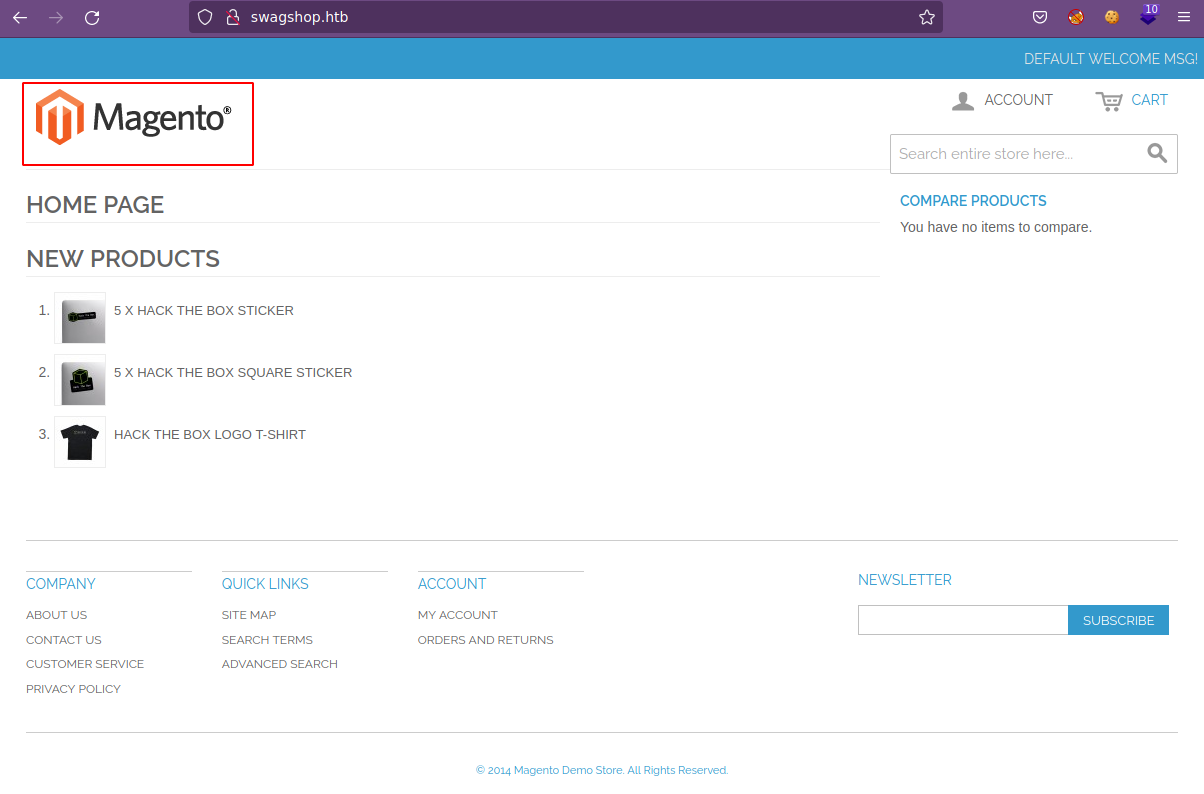 swagshop.htb
10
DEFAULT WELCOME MSG!
Magento®
ACCOUNT
CART
Search entire store here...
HOME PAGE
COMPARE PRODUCTS
You have no items to compare.
NEW PRODUCTS
1. 5 X HACK THE BOX STICKER
2. 5 X HACK THE BOX SQUARE STICKER
3. HACK THE BOX LOGO T-SHIRT
COMPANY
ABOUT US
CONTACT US
CUSTOMER SERVICE
PRIVACY POLICY
QUICK LINKS
SITE MAP
SEARCH TERMS
ADVANCED SEARCH
ACCOUNT
MY ACCOUNT
ORDERS AND RETURNS
NEWSLETTER
SUBSCRIBE
© 2014 Magento Demo Store. All Rights Reserved.